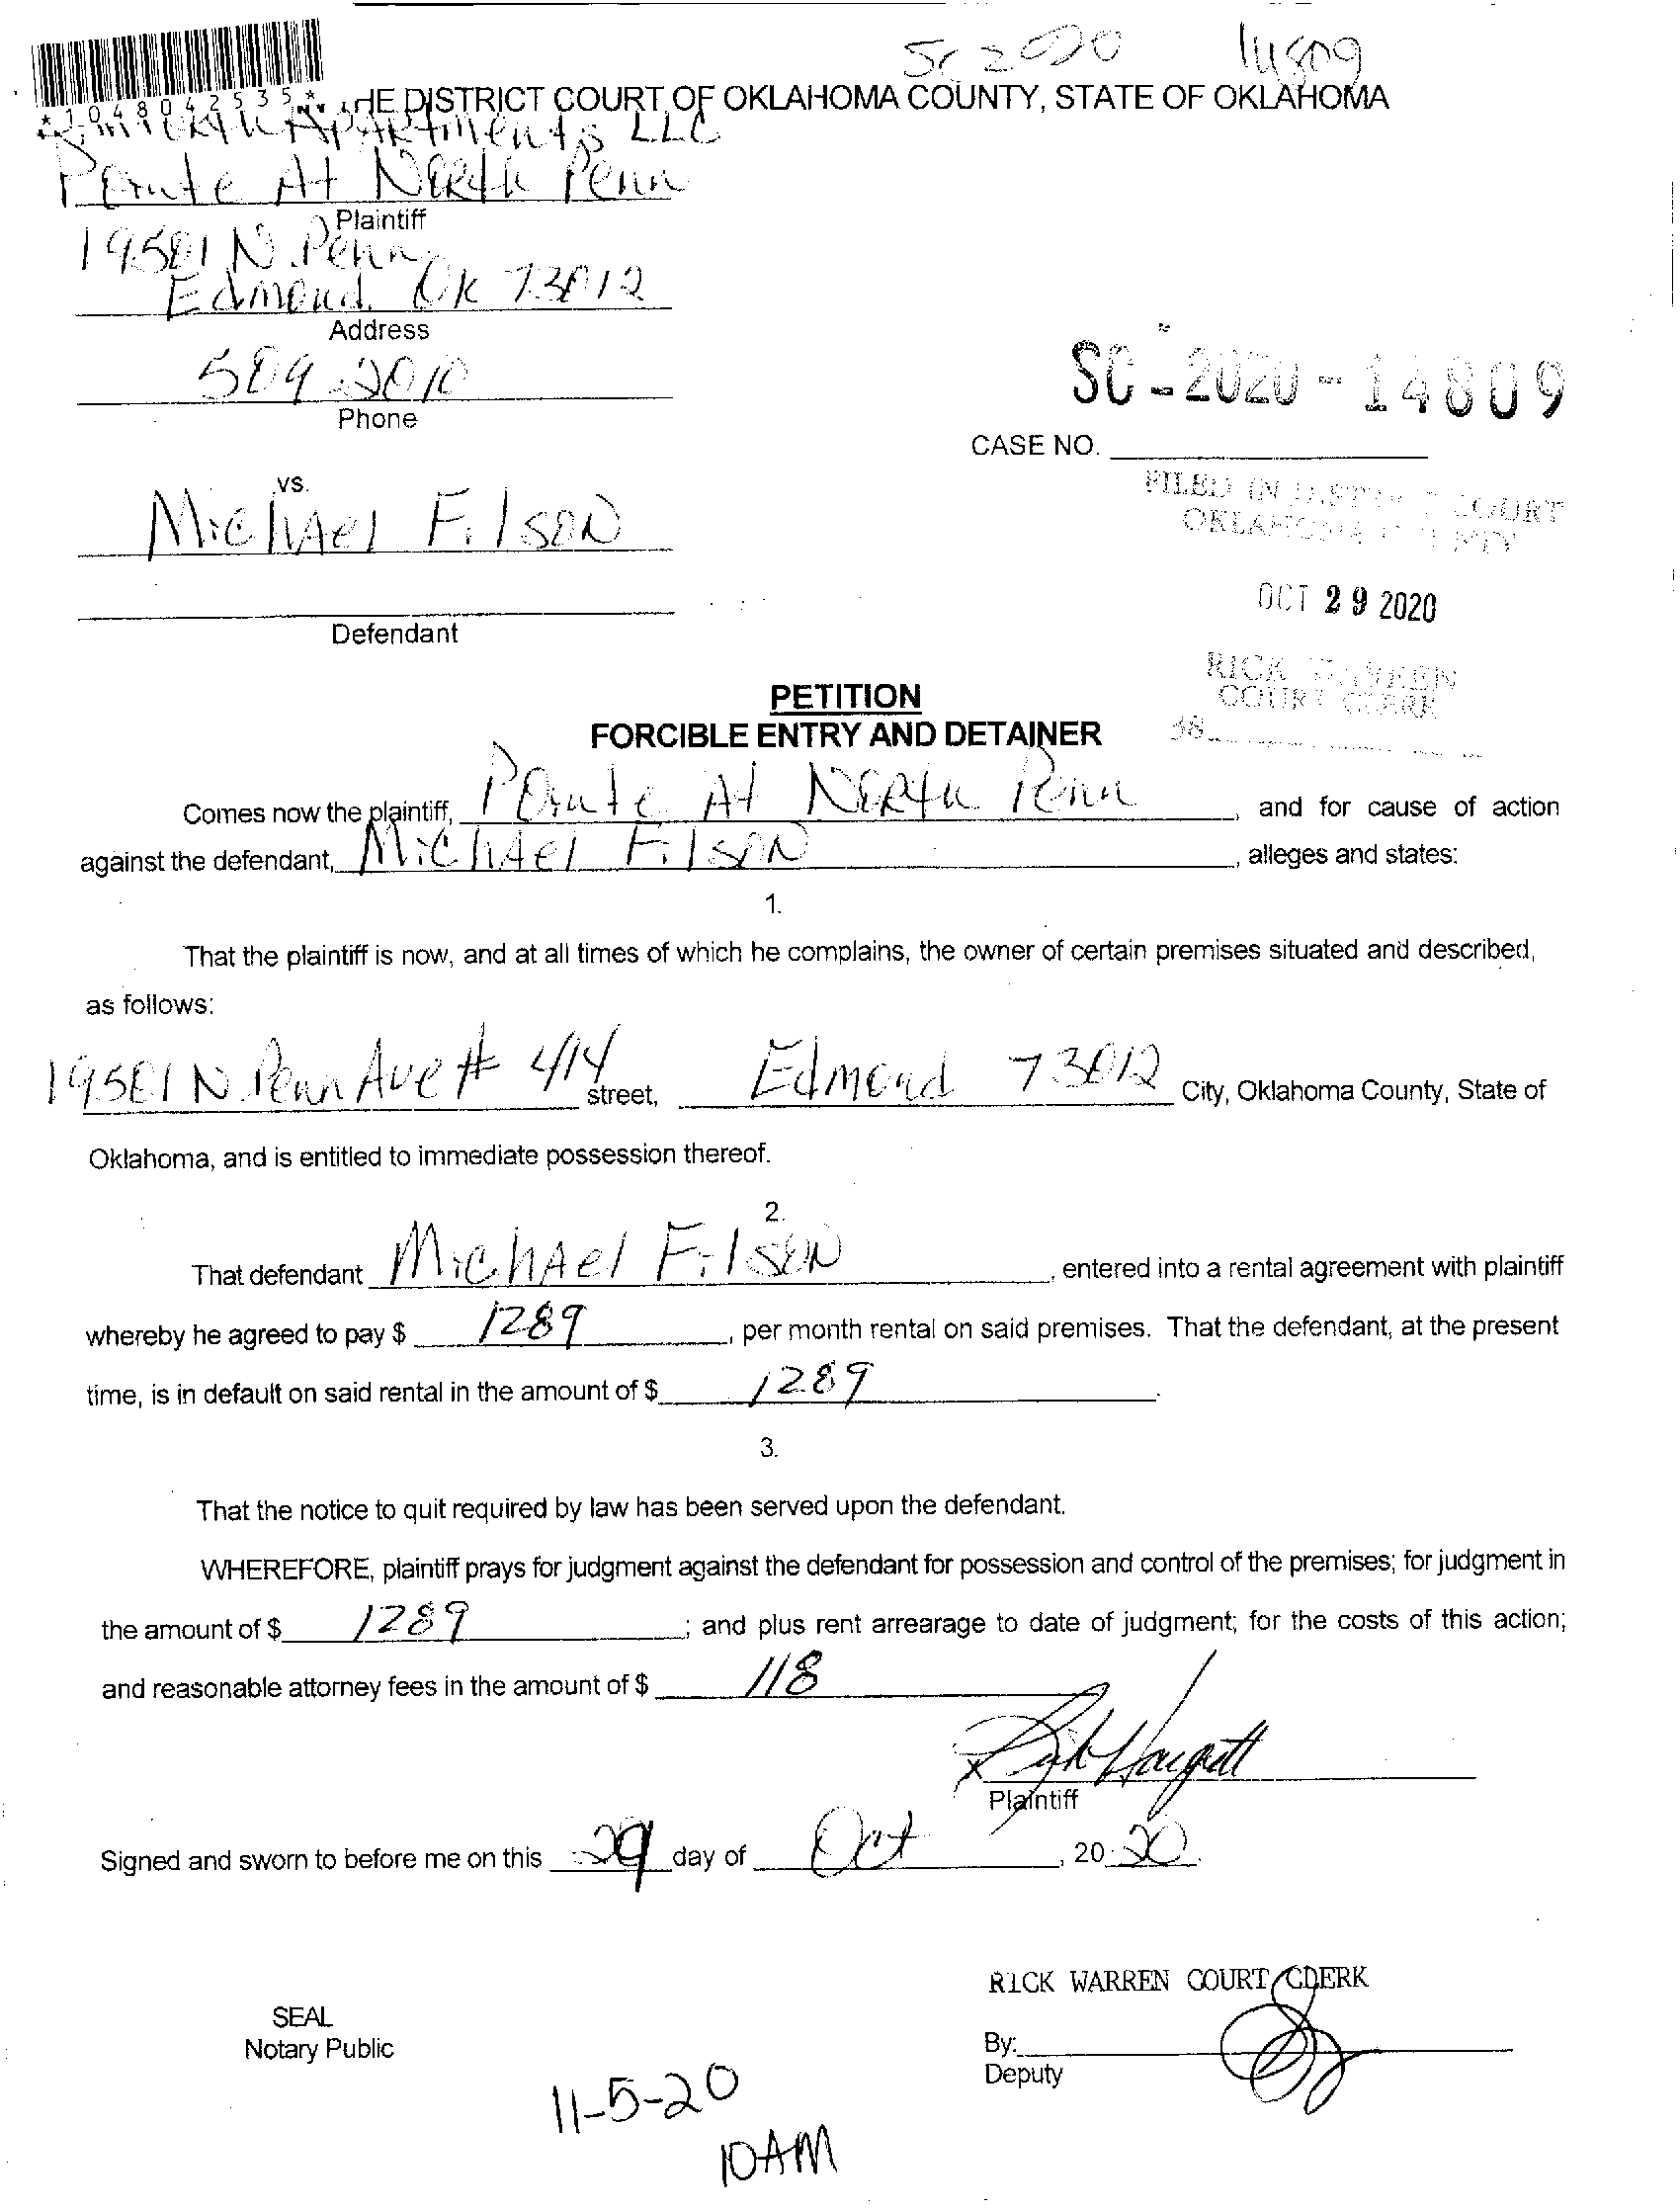 SC 2020 14809
*1048042535*
THE DISTRICT COURT OF OKLAHOMA COUNTY, STATE OF OKLAHOMA
Apartments LLC
Pointe At North Penn
Plaintiff
19501 N. Penn
Edmond, OK 73012
Address
509-2010
Phone
SC-2020-14809
CASE NO.
vs.
FILED IN DISTRICT COURT
OKLAHOMA COUNTY
Michael Filson
OCT 29 2020
Defendant
RICK WARREN
COURT CLERK
38
PETITION
FORCIBLE ENTRY AND DETAINER
Comes now the plaintiff, Pointe At North Penn, and for cause of action
against the defendant, Michael Filson, alleges and states:
1.
That the plaintiff is now, and at all times of which he complains, the owner of certain premises situated and described,
as follows:
19501 N. Penn Ave # 414 street, Edmond 73012 City, Oklahoma County, State of
Oklahoma, and is entitled to immediate possession thereof.
2.
That defendant Michael Filson, entered into a rental agreement with plaintiff
whereby he agreed to pay $ 1289, per month rental on said premises. That the defendant, at the present
time, is in default on said rental in the amount of $ 1289.
3.
That the notice to quit required by law has been served upon the defendant.
WHEREFORE, plaintiff prays for judgment against the defendant for possession and control of the premises; for judgment in
the amount of $ 1289; and plus rent arrearage to date of judgment; for the costs of this action;
and reasonable attorney fees in the amount of $ 118
x
Plaintiff
Signed and sworn to before me on this 29 day of Oct, 20 20.
RICK WARREN COURT CLERK
SEAL
Notary Public
By:
Deputy
11-5-20
10AM